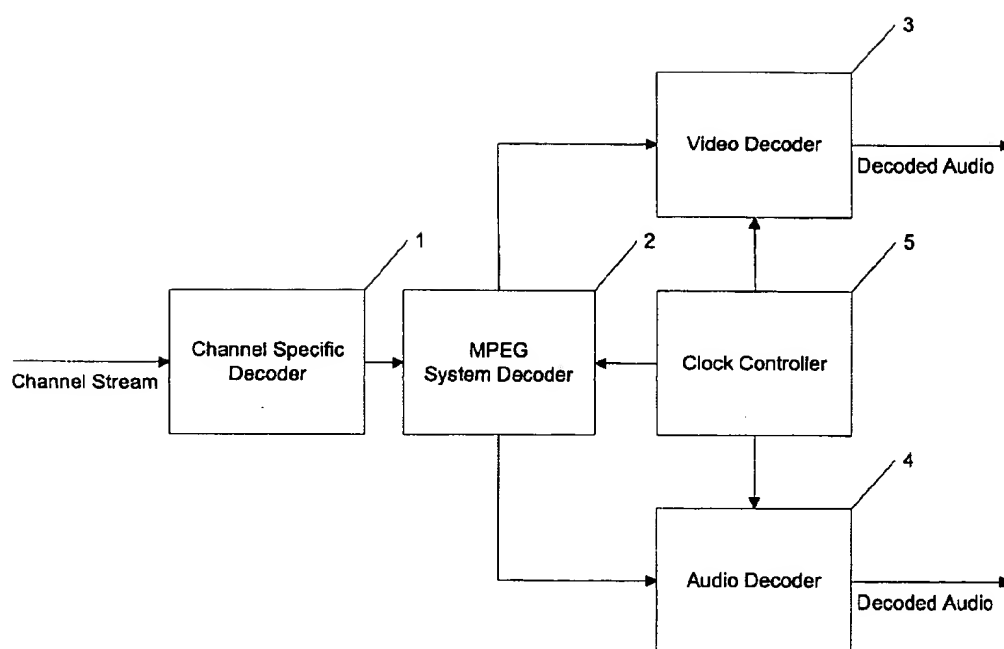 3
Video Decoder
Decoded Audio
1
2
5
Channel Specific
Decoder
MPEG
System Decoder
Clock Controller
Channel Stream
4
Audio Decoder
Decoded Audio